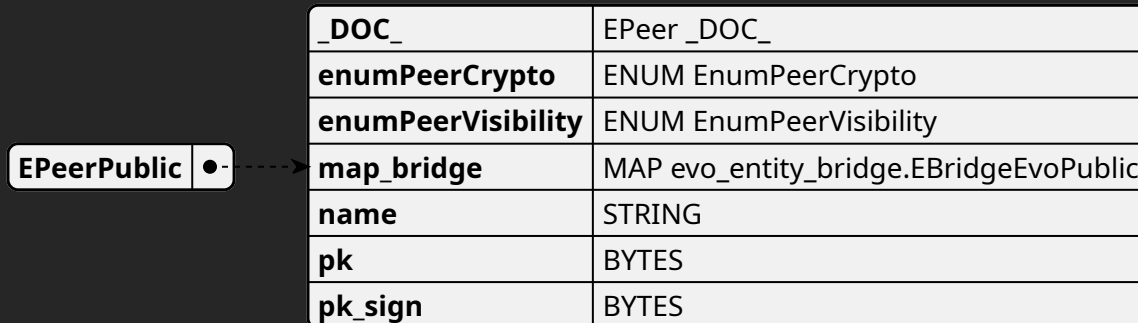 _DOC_ EPeer _DOC_
enumPeerCrypto ENUM EnumPeerCrypto
enumPeerVisibility ENUM EnumPeerVisibility
EPeerPublic map_bridge MAP evo_entity_bridge.EBridgeEvoPublic
name STRING
pk BYTES
pk_sign BYTES